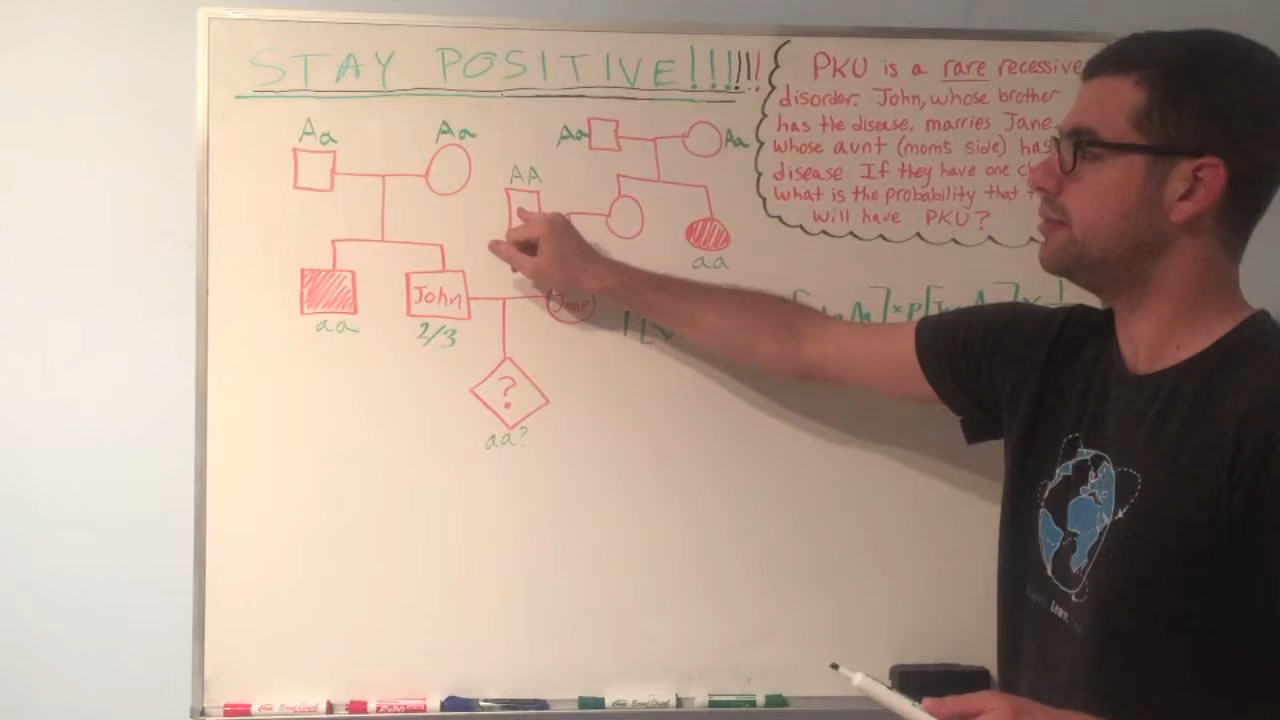 STAY POSITIVE!!!!!!!
PKU is a rare recessive
disorder. John, whose brother
has the disease, marries Jane,
whose aunt (mom's side) has
disease. If they have one
what is the probability that
will have PKU?
Aa Aa
Aa Aa
AA
aa
John
Jane
aa
2/3
?
aa?
Learn